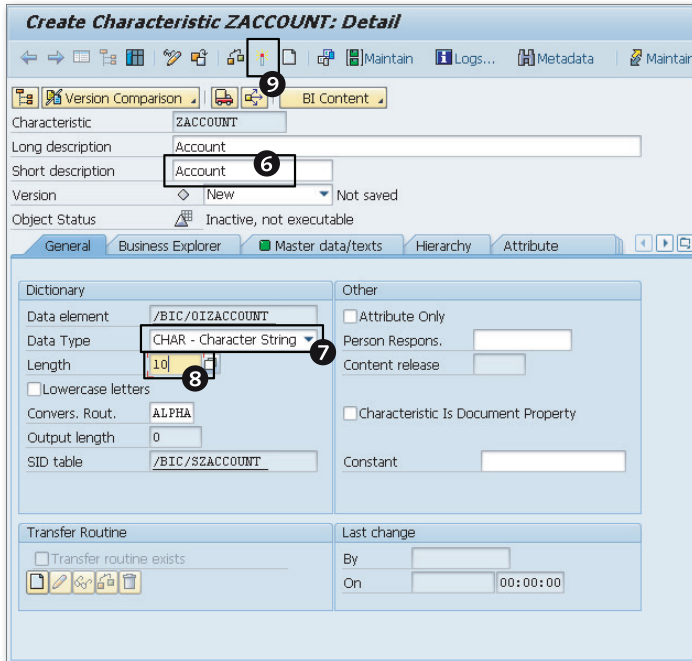 Create Characteristic ZACCOUNT: Detail
Maintain Logs... Metadata Maintain
9
Version Comparison BI Content
Characteristic ZACCOUNT
Long description Account
6
Short description Account
Version New Not saved
Object Status Inactive, not executable
General Business Explorer Master data/texts Hierarchy Attribute
Dictionary Other
Data element /BIC/OIZACCOUNT Attribute Only
Data Type CHAR - Character String 7 Person Respons.
Length 10 8 Content release
Lowercase letters
Convers. Rout. ALPHA Characteristic Is Document Property
Output length 0
SID table /BIC/SZACCOUNT Constant
Transfer Routine Last change
Transfer routine exists By
On 00:00:00